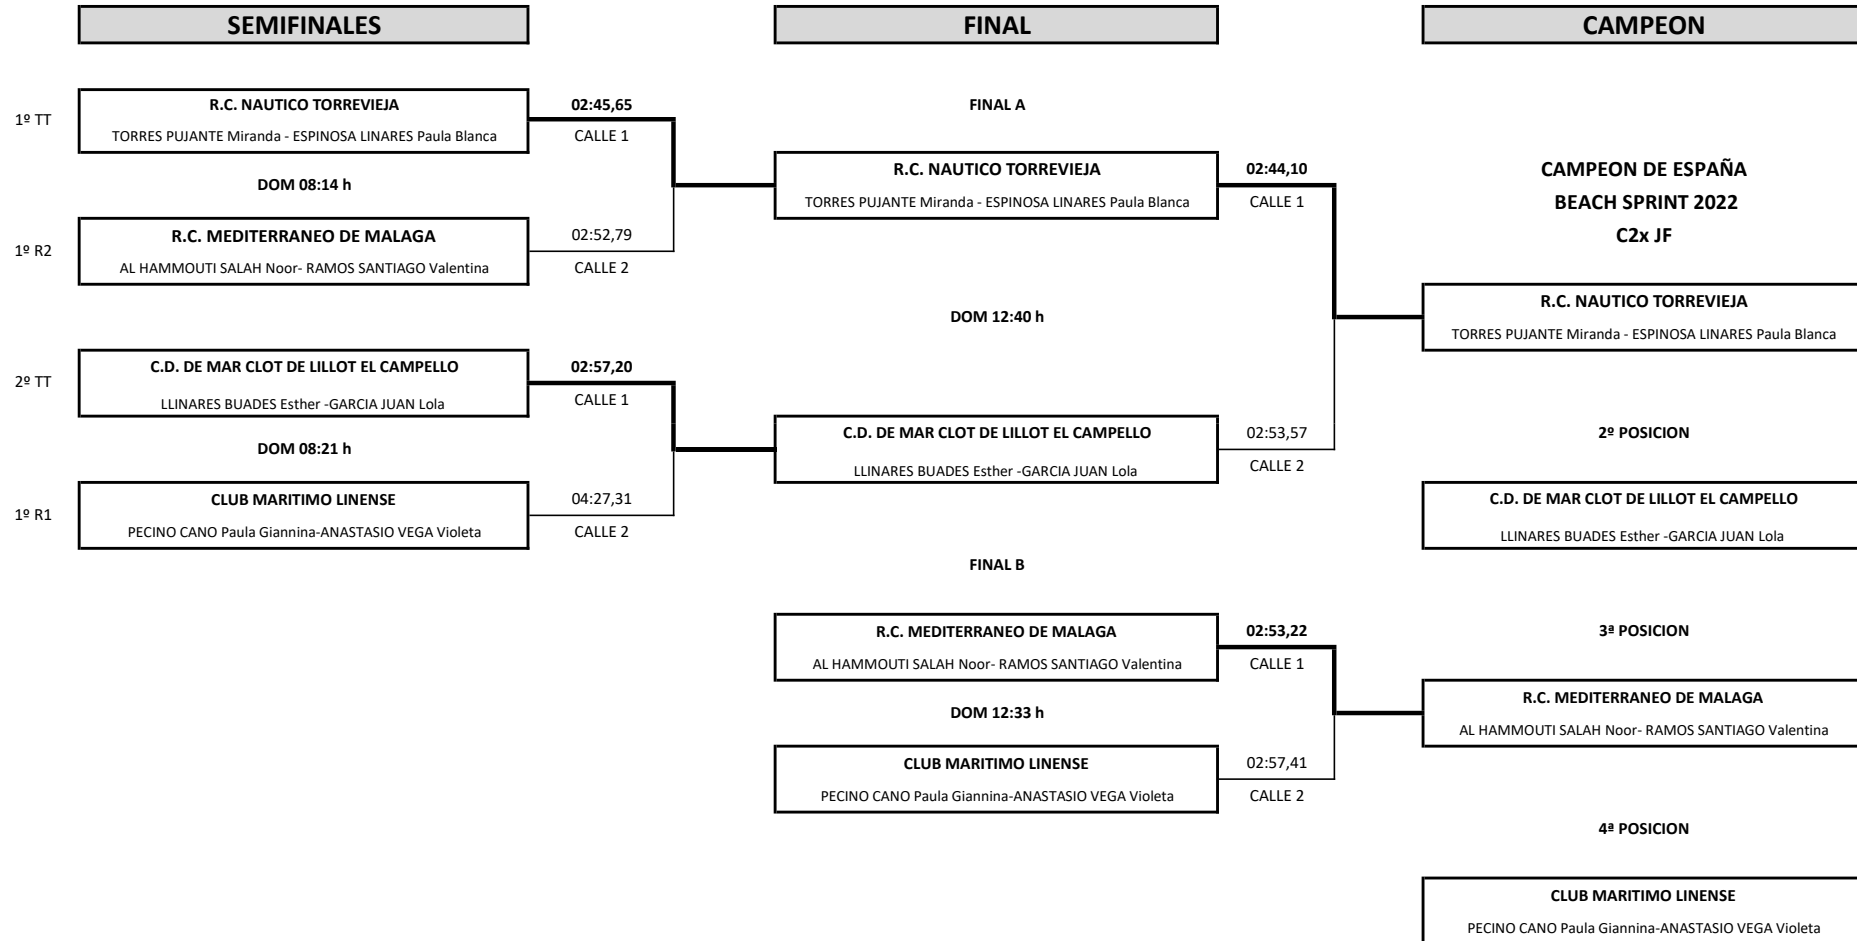 SEMIFINALES
FINAL
CAMPEON
1º TT
R.C. NAUTICO TORREVIEJA
TORRES PUJANTE Miranda - ESPINOSA LINARES Paula Blanca
02:45,65
CALLE 1
DOM 08:14 h
1º R2
R.C. MEDITERRANEO DE MALAGA
AL HAMMOUTI SALAH Noor- RAMOS SANTIAGO Valentina
02:52,79
CALLE 2
2º TT
C.D. DE MAR CLOT DE LILLOT EL CAMPELLO
LLINARES BUADES Esther -GARCIA JUAN Lola
02:57,20
CALLE 1
DOM 08:21 h
1º R1
CLUB MARITIMO LINENSE
PECINO CANO Paula Giannina-ANASTASIO VEGA Violeta
04:27,31
CALLE 2
FINAL A
R.C. NAUTICO TORREVIEJA
TORRES PUJANTE Miranda - ESPINOSA LINARES Paula Blanca
02:44,10
CALLE 1
DOM 12:40 h
C.D. DE MAR CLOT DE LILLOT EL CAMPELLO
LLINARES BUADES Esther -GARCIA JUAN Lola
02:53,57
CALLE 2
FINAL B
R.C. MEDITERRANEO DE MALAGA
AL HAMMOUTI SALAH Noor- RAMOS SANTIAGO Valentina
02:53,22
CALLE 1
DOM 12:33 h
CLUB MARITIMO LINENSE
PECINO CANO Paula Giannina-ANASTASIO VEGA Violeta
02:57,41
CALLE 2
CAMPEON DE ESPAÑA
BEACH SPRINT 2022
C2x JF
R.C. NAUTICO TORREVIEJA
TORRES PUJANTE Miranda - ESPINOSA LINARES Paula Blanca
2º POSICION
C.D. DE MAR CLOT DE LILLOT EL CAMPELLO
LLINARES BUADES Esther -GARCIA JUAN Lola
3ª POSICION
R.C. MEDITERRANEO DE MALAGA
AL HAMMOUTI SALAH Noor- RAMOS SANTIAGO Valentina
4ª POSICION
CLUB MARITIMO LINENSE
PECINO CANO Paula Giannina-ANASTASIO VEGA Violeta